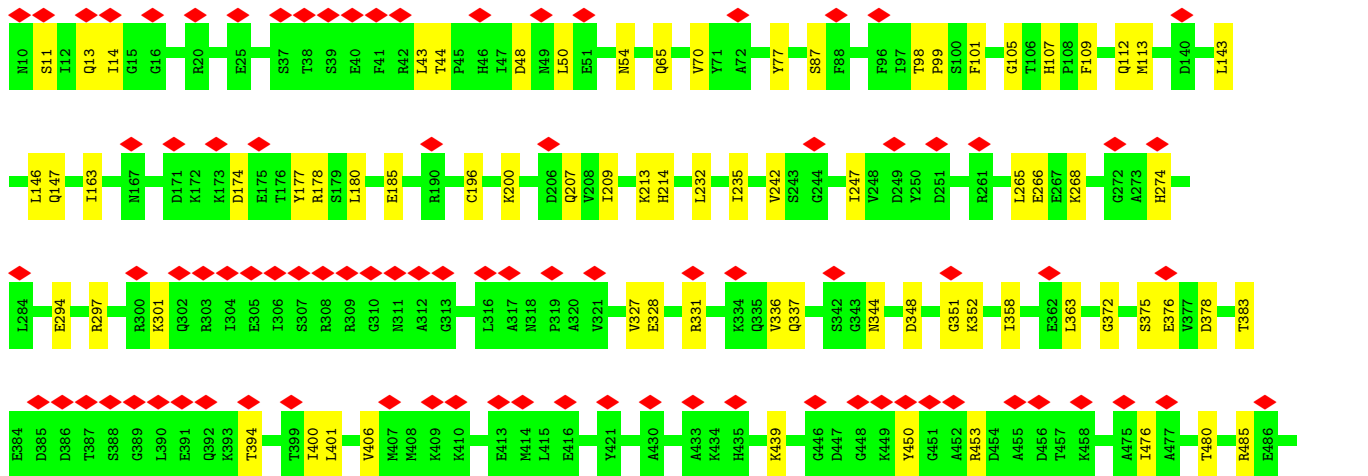 N10 S11 I12 Q13 I14 G15 G16 R20 E25 S37 T38 S39 E40 F41 R42 L43 T44 P45 H46 I47 D48 N49 L50 E51 N54 Q65 V70 Y71 A72 Y77 S87 F88 F96 I97 T98 P99 S100 F101 G105 T106 H107 P108 F109 Q112 M113 D140 L143
L146 Q147 I163 N167 D171 K172 K173 D174 E175 T176 Y177 R178 S179 L180 E185 R190 C196 K200 D206 Q207 V208 I209 K213 H214 L232 I235 V242 S243 G244 I247 V248 D249 Y250 D251 R261 L265 E266 E267 K268 G272 A273 H274
L284 E294 R297 R300 K301 Q302 R303 I304 E305 I306 S307 R308 R309 G310 N311 A312 G313 L316 A317 N318 P319 A320 V321 V327 E328 R331 K334 Q335 V336 Q337 S342 G343 N344 D348 G351 K352 I358 E362 L363 G372 S375 E376 V377 D378 T383
E384 D385 D386 T387 S388 G389 L390 E391 Q392 K393 T394 T399 I400 L401 V406 M407 M408 K409 K410 E413 M414 L415 E416 Y421 A430 A433 K434 H435 K439 G446 D447 G448 K449 Y450 G451 A452 R453 D454 A455 D456 T457 K458 A475 I476 A477 T480 R485 E486